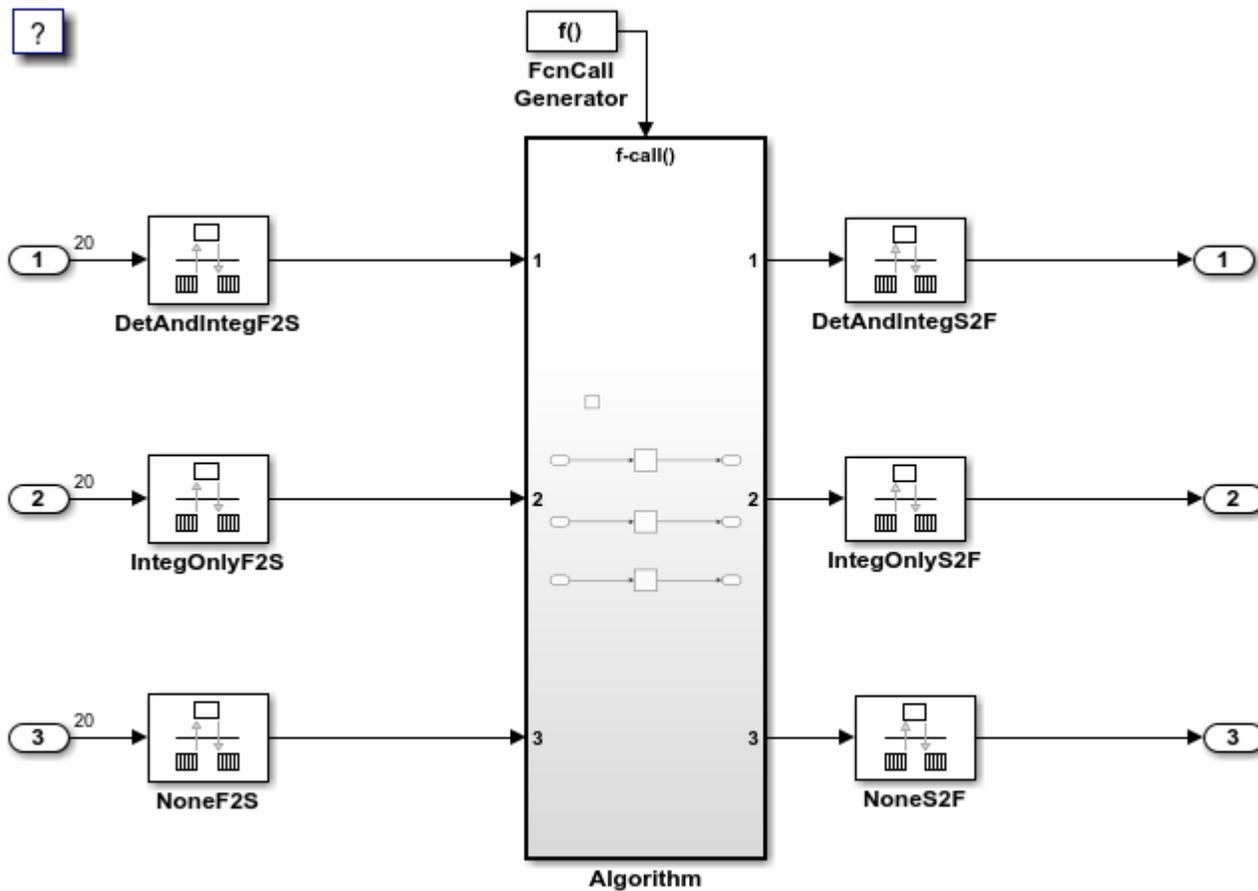 ?
f()
FcnCall
Generator
f-call()
1
20
DetAndIntegF2S
1
1
DetAndIntegS2F
1
2
20
IntegOnlyF2S
2
2
IntegOnlyS2F
2
3
20
NoneF2S
3
3
NoneS2F
3
Algorithm